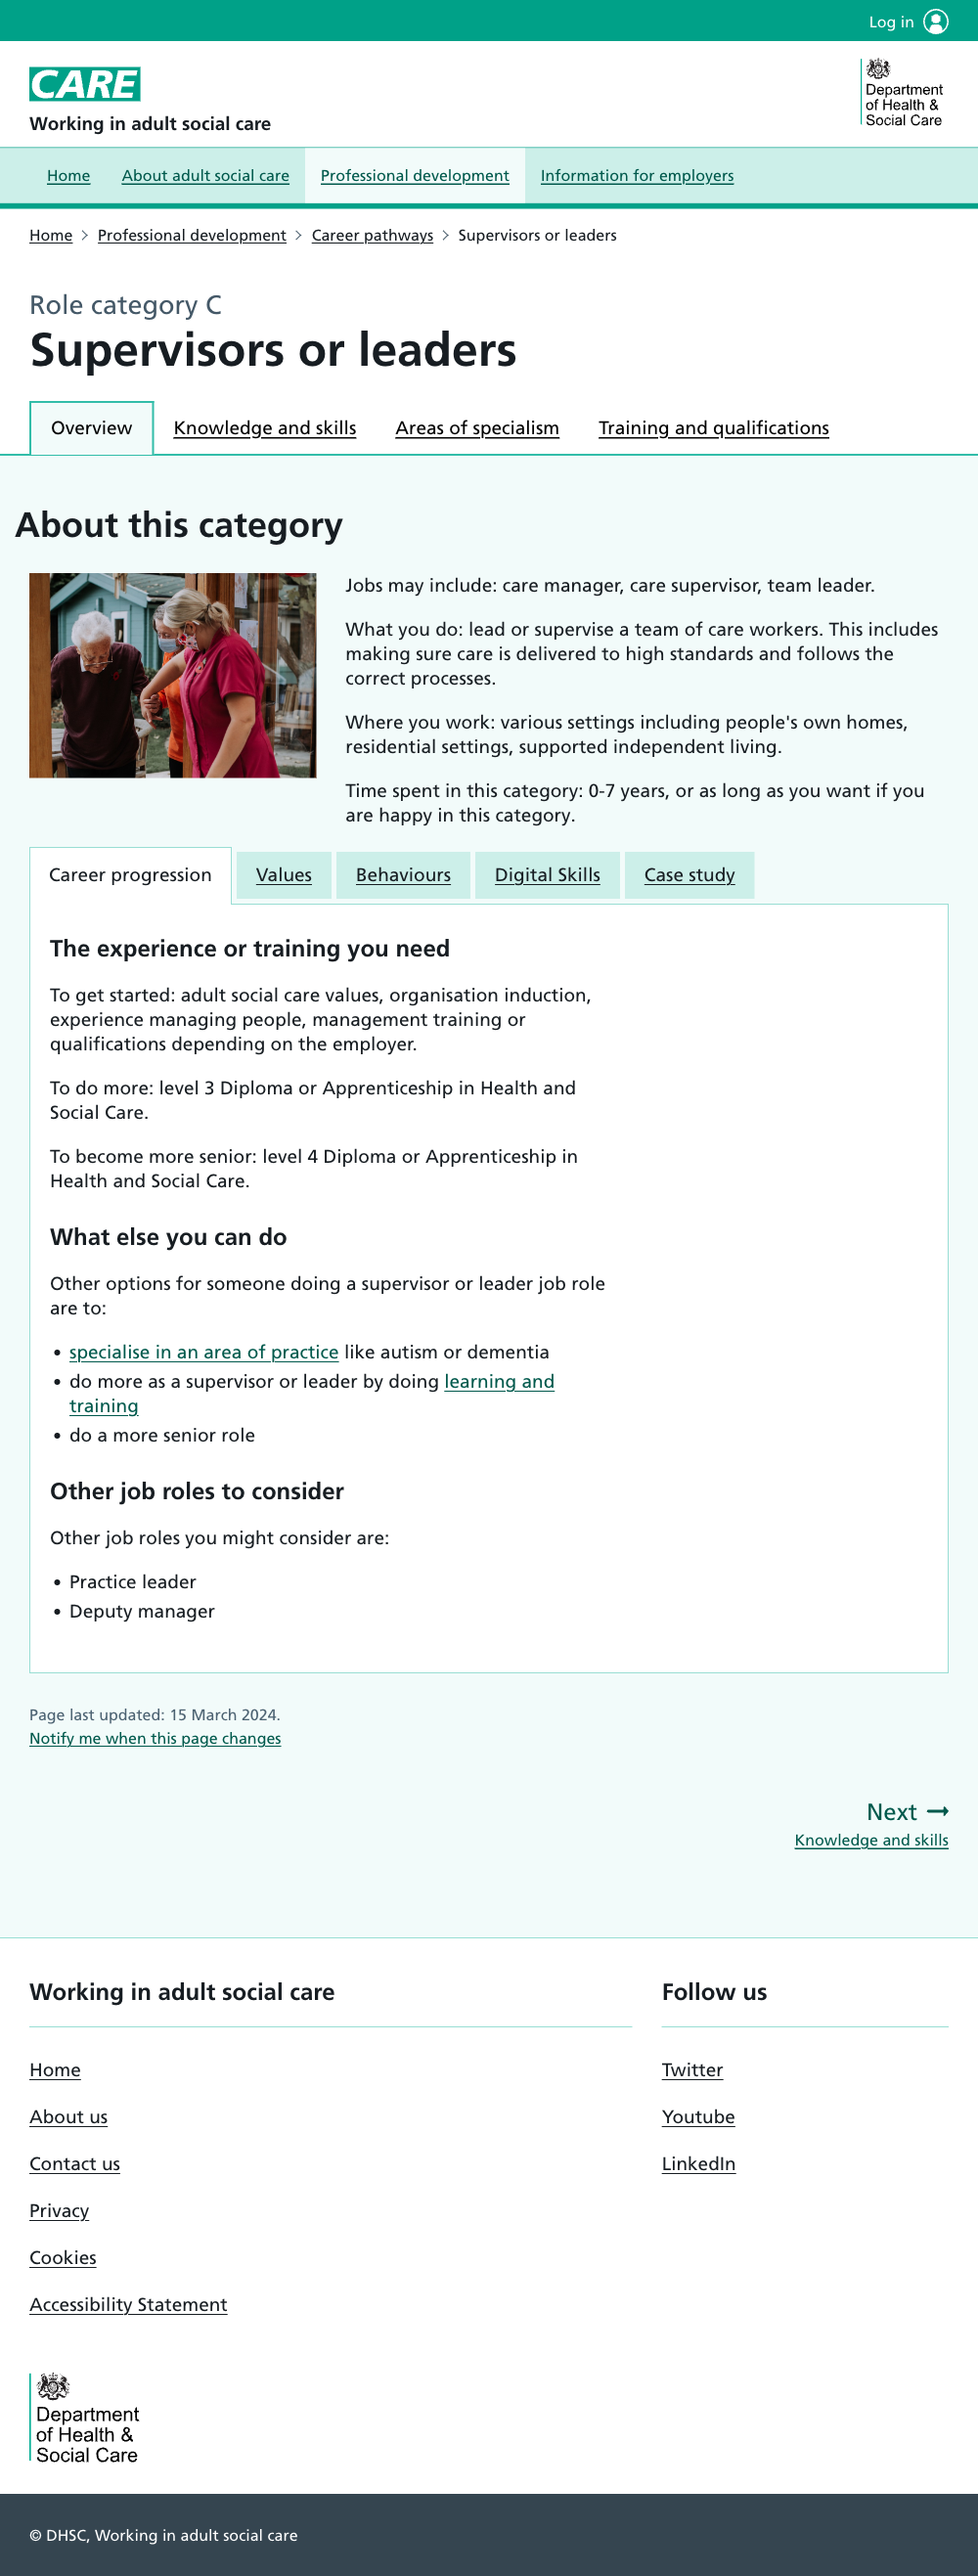 Log in
CARE
Working in adult social care
Department
of Health &
Social Care
Home
About adult social care
Professional development
Information for employers
Home > Professional development > Career pathways > Supervisors or leaders
Role category C
Supervisors or leaders
Overview
Knowledge and skills
Areas of specialism
Training and qualifications
About this category
Jobs may include: care manager, care supervisor, team leader.
What you do: lead or supervise a team of care workers. This includes
making sure care is delivered to high standards and follows the
correct processes.
Where you work: various settings including people's own homes,
residential settings, supported independent living.
Time spent in this category: 0-7 years, or as long as you want if you
are happy in this category.
Career progression
Values
Behaviours
Digital Skills
Case study
The experience or training you need
To get started: adult social care values, organisation induction,
experience managing people, management training or
qualifications depending on the employer.
To do more: level 3 Diploma or Apprenticeship in Health and
Social Care.
To become more senior: level 4 Diploma or Apprenticeship in
Health and Social Care.
What else you can do
Other options for someone doing a supervisor or leader job role
are to:
• specialise in an area of practice like autism or dementia
• do more as a supervisor or leader by doing learning and
training
• do a more senior role
Other job roles to consider
Other job roles you might consider are:
• Practice leader
• Deputy manager
Page last updated: 15 March 2024.
Notify me when this page changes
Next
Knowledge and skills
Working in adult social care
Home
About us
Contact us
Privacy
Cookies
Accessibility Statement
Follow us
Twitter
Youtube
LinkedIn
Department
of Health &
Social Care
© DHSC, Working in adult social care